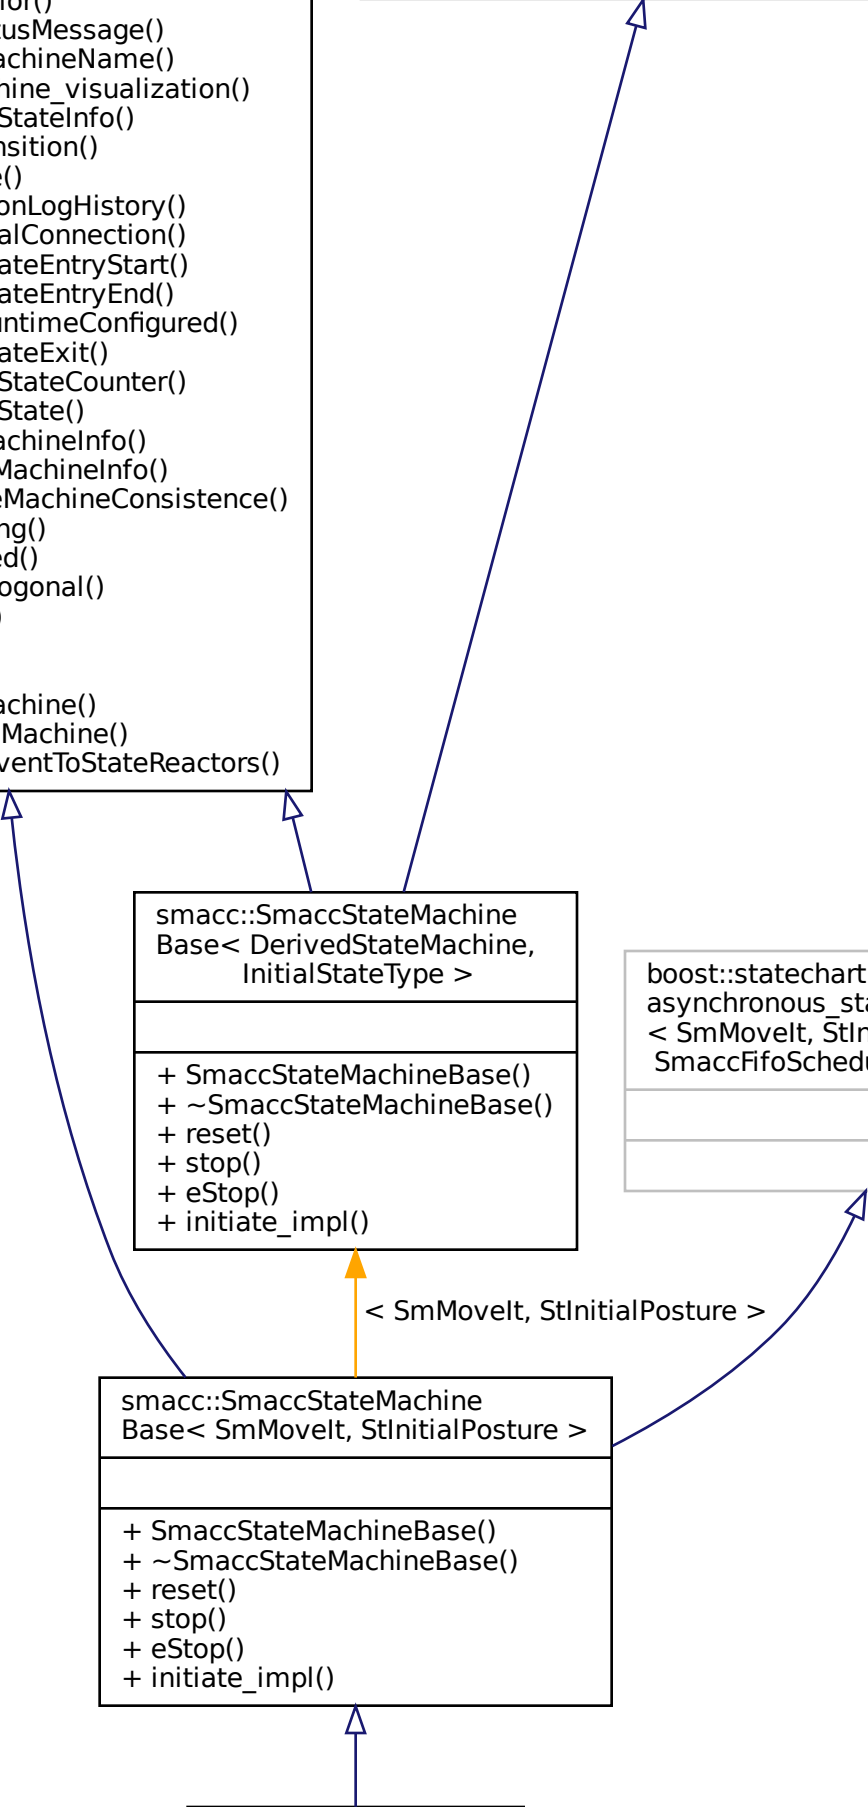 tusMessage()
achineName()
hine_visualization()
StateInfo()
nsition()
e()
onLogHistory()
alConnection()
ateEntryStart()
ateEntryEnd()
untimeConfigured()
ateExit()
StateCounter()
State()
achineInfo()
MachineInfo()
eMachineConsistence()
ng()
ed()
ogonal()
)
achine()
Machine()
ventToStateReactors()
smacc::SmaccStateMachine
Base< DerivedStateMachine,
InitialStateType >
+ SmaccStateMachineBase()
+ ~SmaccStateMachineBase()
+ reset()
+ stop()
+ eStop()
+ initiate_impl()
boost::statechart
asynchronous_sta
< SmMoveIt, StIn
SmaccFifoSchedu
< SmMoveIt, StInitialPosture >
smacc::SmaccStateMachine
Base< SmMoveIt, StInitialPosture >
+ SmaccStateMachineBase()
+ ~SmaccStateMachineBase()
+ reset()
+ stop()
+ eStop()
+ initiate_impl()